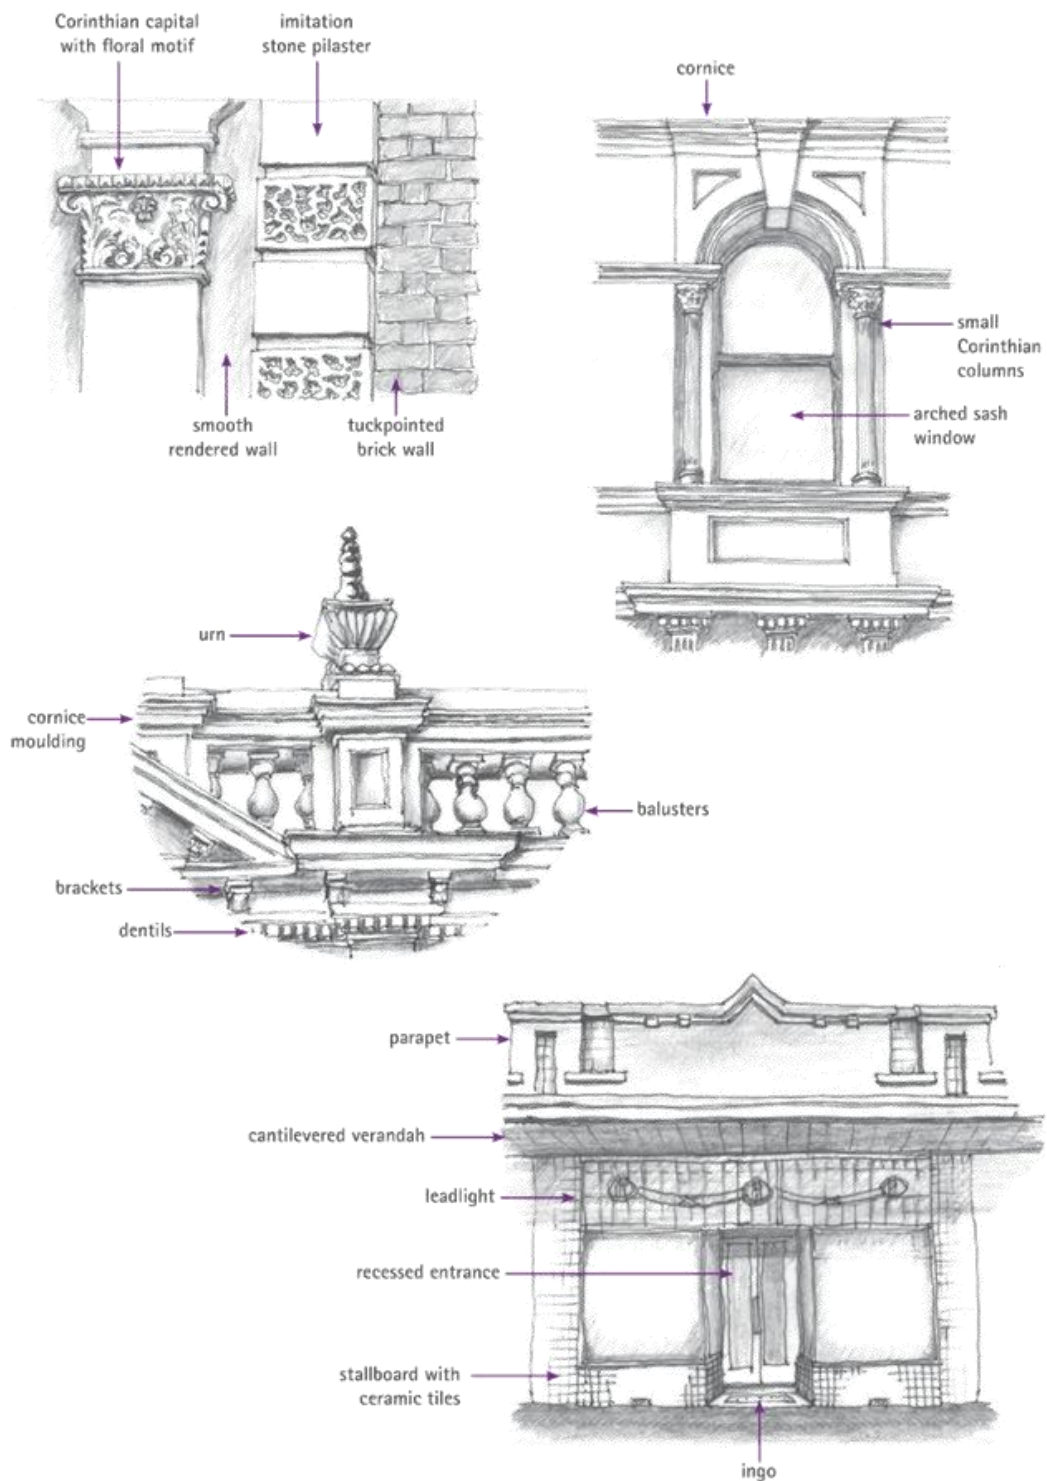 Corinthian capital
with floral motif
imitation
stone pilaster
cornice
small
Corinthian
columns
arched sash
window
smooth
rendered wall
tuckpointed
brick wall
urn
cornice
moulding
balusters
brackets
dentils
parapet
cantilevered verandah
leadlight
recessed entrance
stallboard with
ceramic tiles
ingo